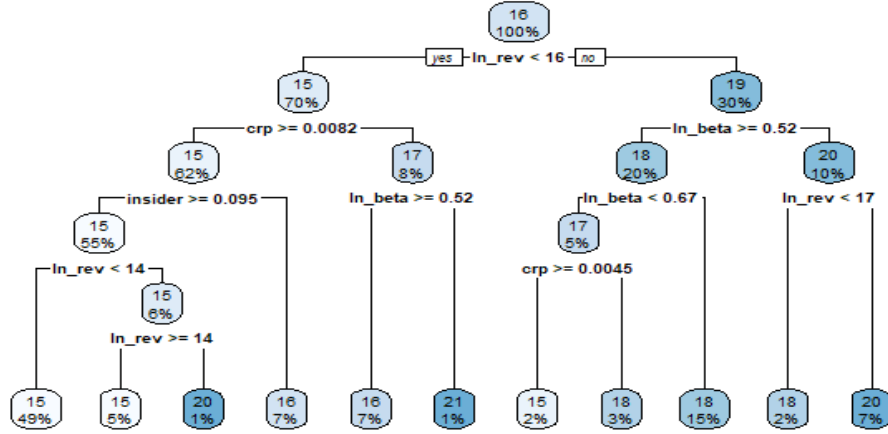 16
100%
yes ln_rev < 16 no
15
70%
19
30%
crp >= 0.0082
ln_beta >= 0.52
15
62%
17
8%
18
20%
20
10%
insider >= 0.095
ln_beta >= 0.52
ln_beta < 0.67
ln_rev < 17
15
55%
17
5%
ln_rev < 14
crp >= 0.0045
15
6%
ln_rev >= 14
15 15 20 16 16 21 15 18 18 18 20
49% 5% 1% 7% 7% 1% 2% 3% 15% 2% 7%